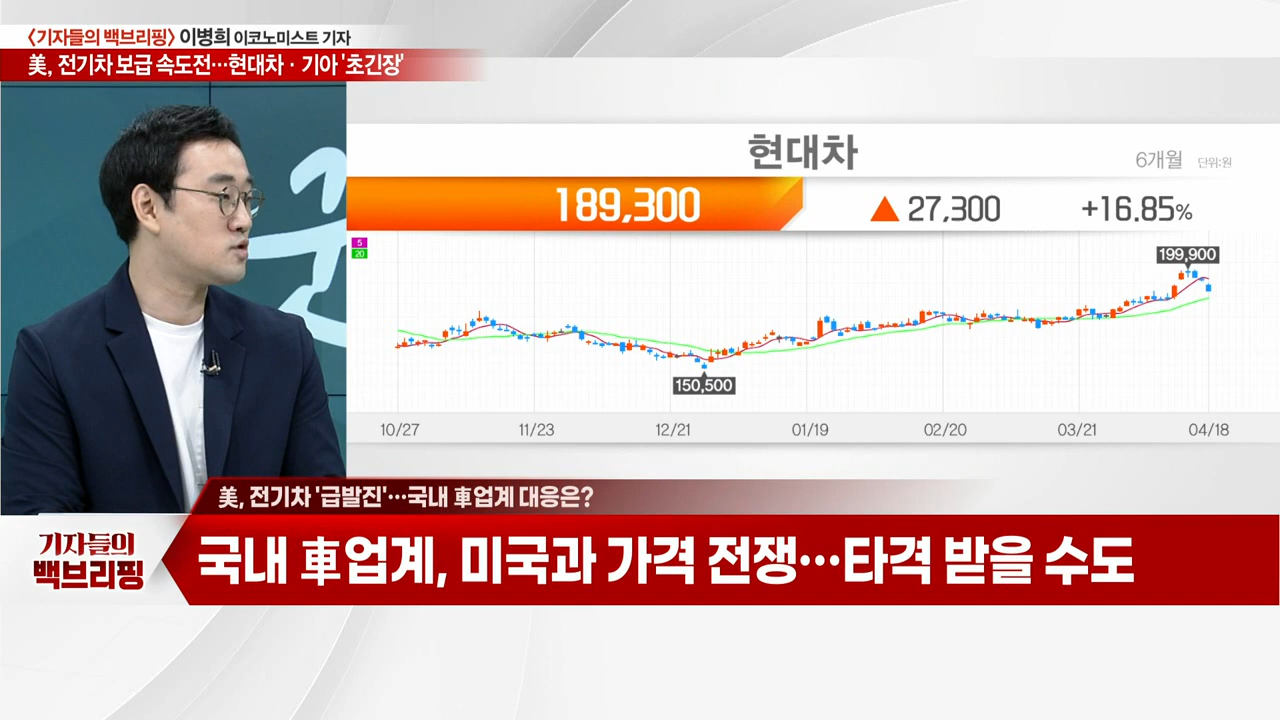 〈기자들의 백브리핑〉 이병희 이코노미스트 기자
美, 전기차 보급 속도전…현대차·기아 '초긴장'
현대차
6개월 단위:원
189,300 ▲ 27,300 +16.85%
5
20
199,900
150,500
10/27 11/23 12/21 01/19 02/20 03/21 04/18
美, 전기차 '급발진'…국내 車업계 대응은?
기자들의
백브리핑
국내 車업계, 미국과 가격 전쟁…타격 받을 수도